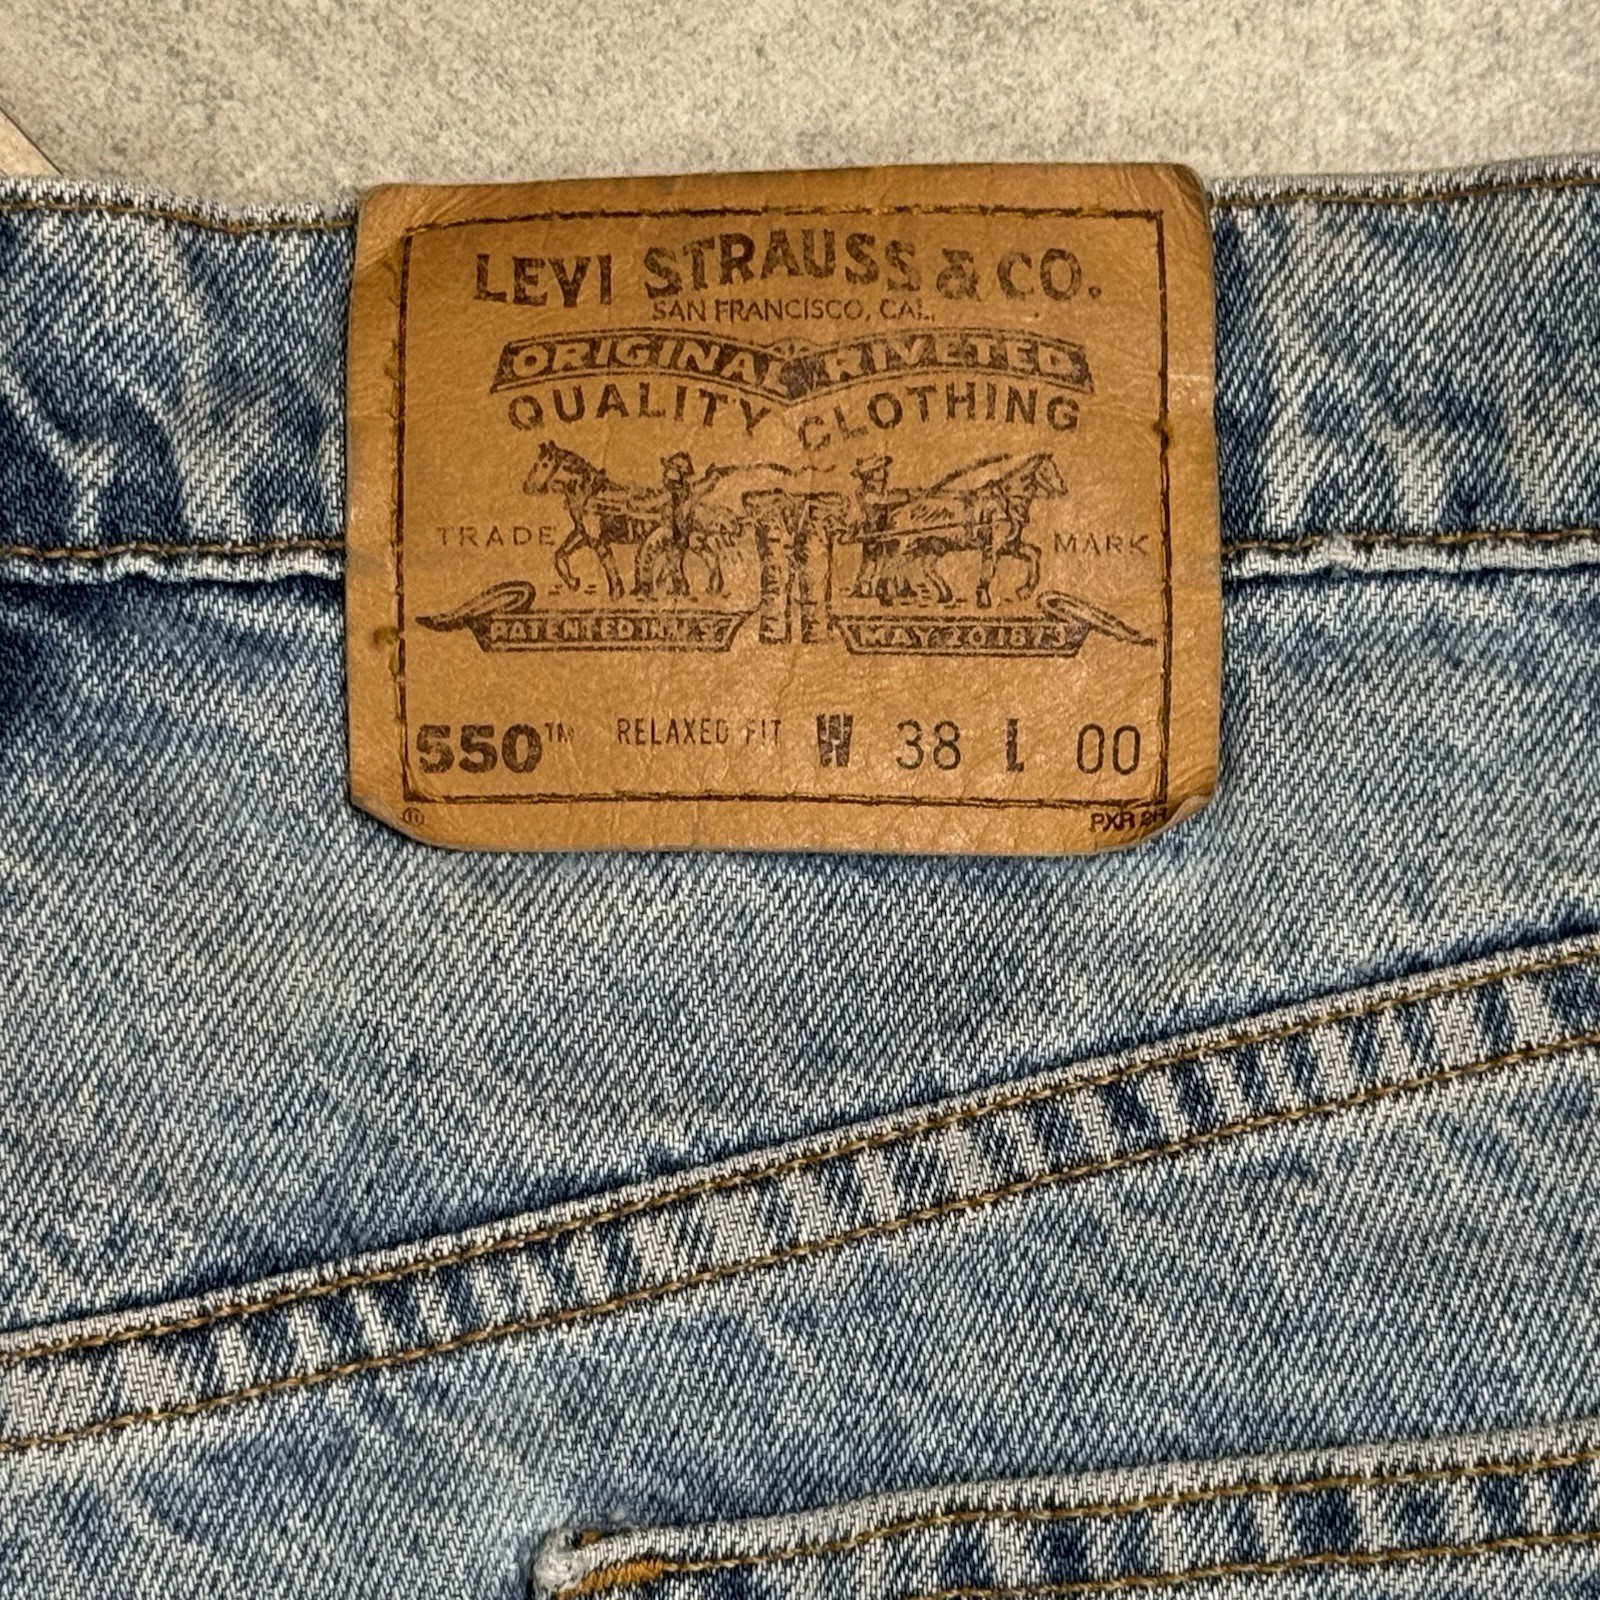 LEVI STRAUSS & CO.
SAN FRANCISCO, CAL.
ORIGINAL RIVETED
QUALITY CLOTHING
TRADE MARK
PATENTED IN U.S. MAY 20 1873
550™ RELAXED FIT W 38 L 00
® PXR